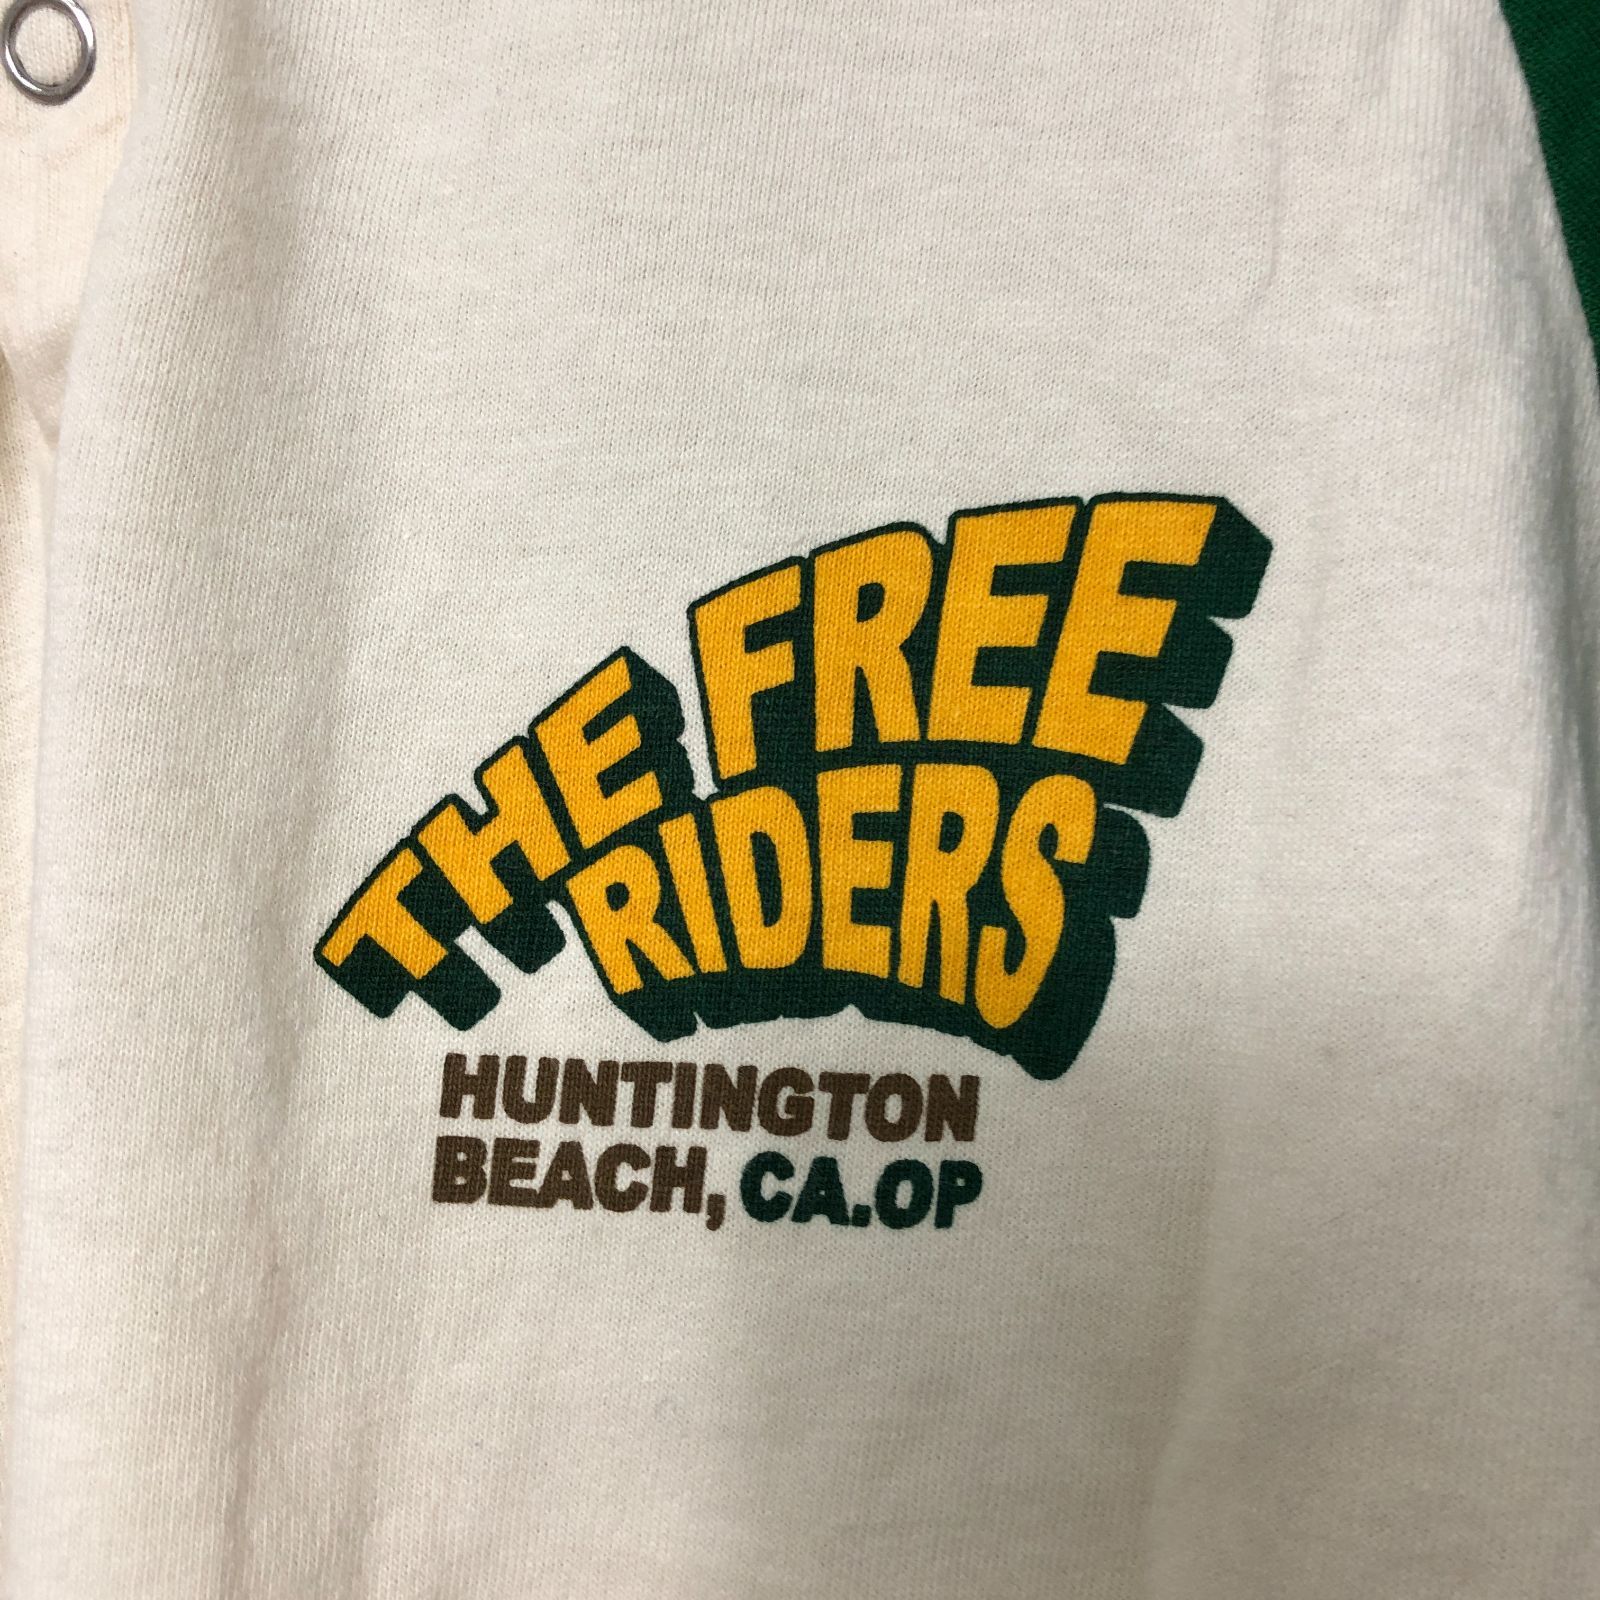 THE FREE
RIDERS
HUNTINGTON
BEACH, CA.OP